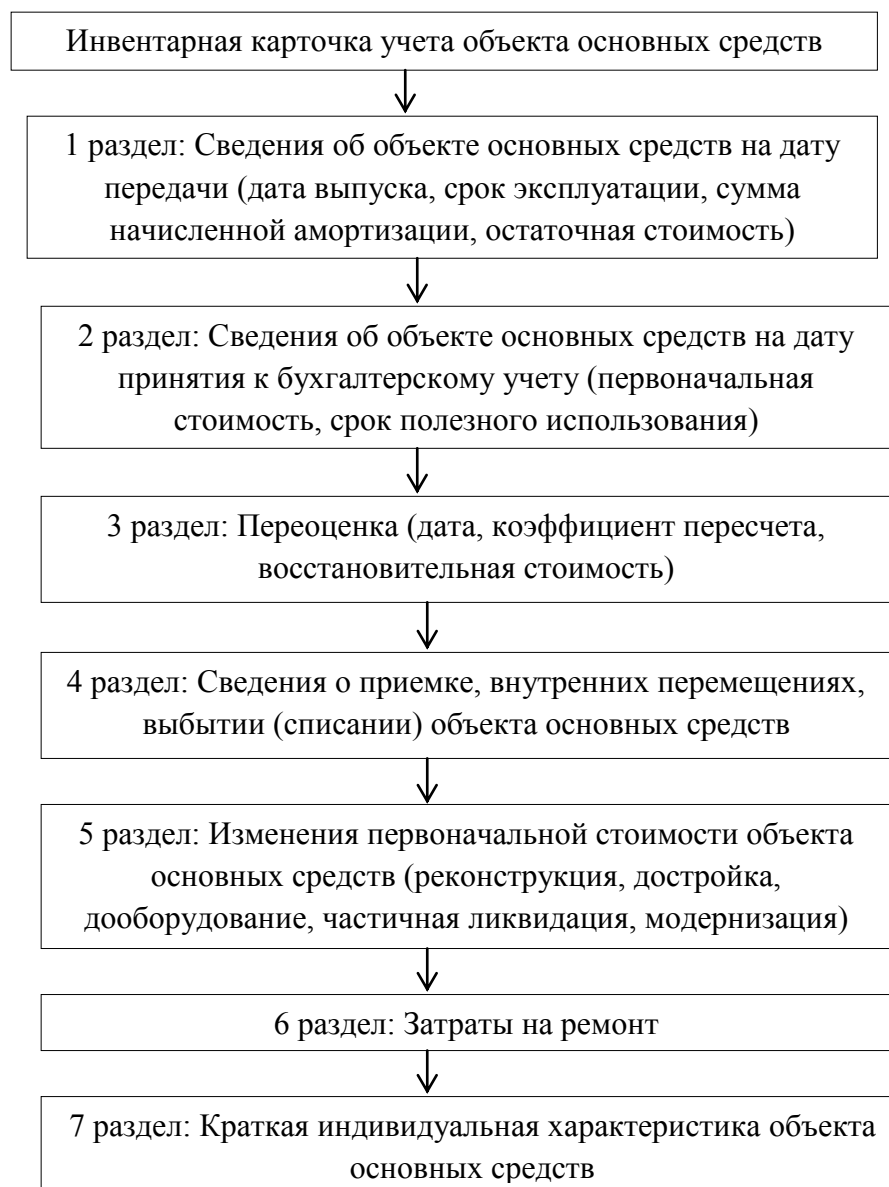 Инвентарная карточка учета объекта основных средств
1 раздел: Сведения об объекте основных средств на дату
передачи (дата выпуска, срок эксплуатации, сумма
начисленной амортизации, остаточная стоимость)
2 раздел: Сведения об объекте основных средств на дату
принятия к бухгалтерскому учету (первоначальная
стоимость, срок полезного использования)
3 раздел: Переоценка (дата, коэффициент пересчета,
восстановительная стоимость)
4 раздел: Сведения о приемке, внутренних перемещениях,
выбытии (списании) объекта основных средств
5 раздел: Изменения первоначальной стоимости объекта
основных средств (реконструкция, достройка,
дооборудование, частичная ликвидация, модернизация)
6 раздел: Затраты на ремонт
7 раздел: Краткая индивидуальная характеристика объекта
основных средств